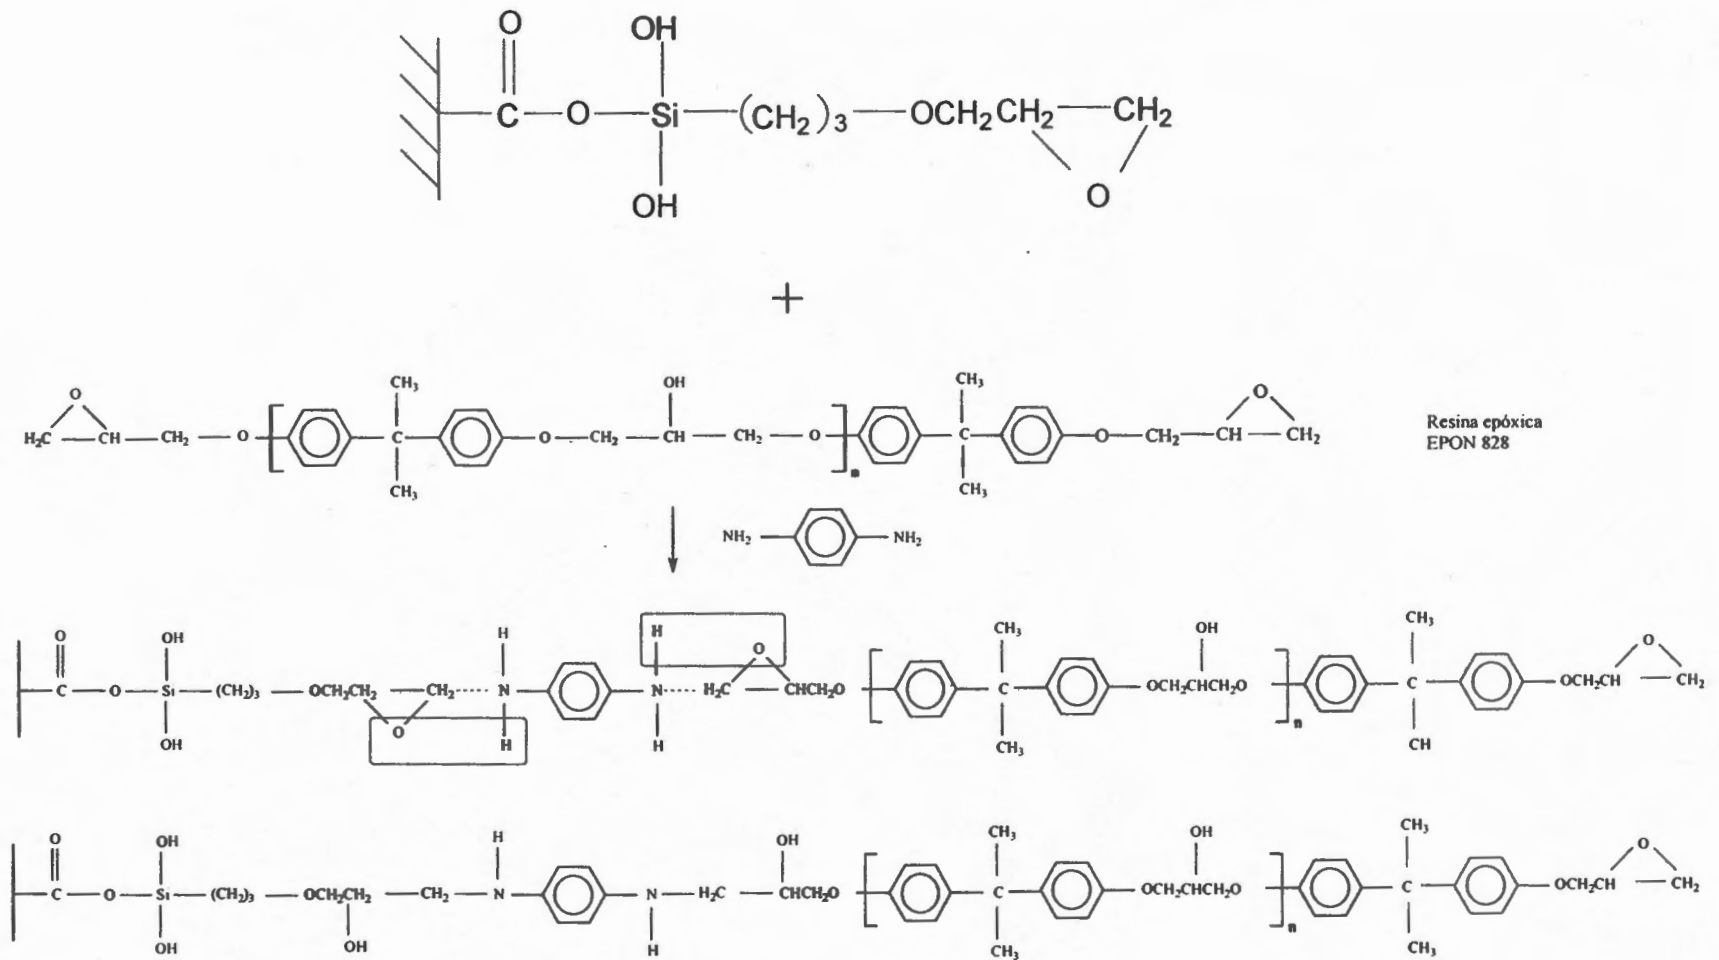 O OH
C—O—Si—(CH₂)₃—OCH₂CH₂—CH₂
OH O
+
O CH₃ OH CH₃ O
H₂C—CH—CH₂—O—[—C—O—CH₂—CH—CH₂—O—]n—C—O—CH₂—CH—CH₂
CH₃ CH₃
Resina epóxica
EPON 828
NH₂—NH₂
O OH H H O CH₃ OH CH₃ O
C—O—Si—(CH₂)₃—OCH₂CH₂—CH₂·····N—N·····H₂C—CHCH₂O—[—C—OCH₂CHCH₂O—]n—C—OCH₂CH—CH₂
OH O H H CH₃ CH
O OH H OH CH₃ OH CH₃ O
C—O—Si—(CH₂)₃—OCH₂CH₂—CH₂—N—N—H₂C—CHCH₂O—[—C—OCH₂CHCH₂O—]n—C—OCH₂CH—CH₂
OH OH H CH₃ CH₃